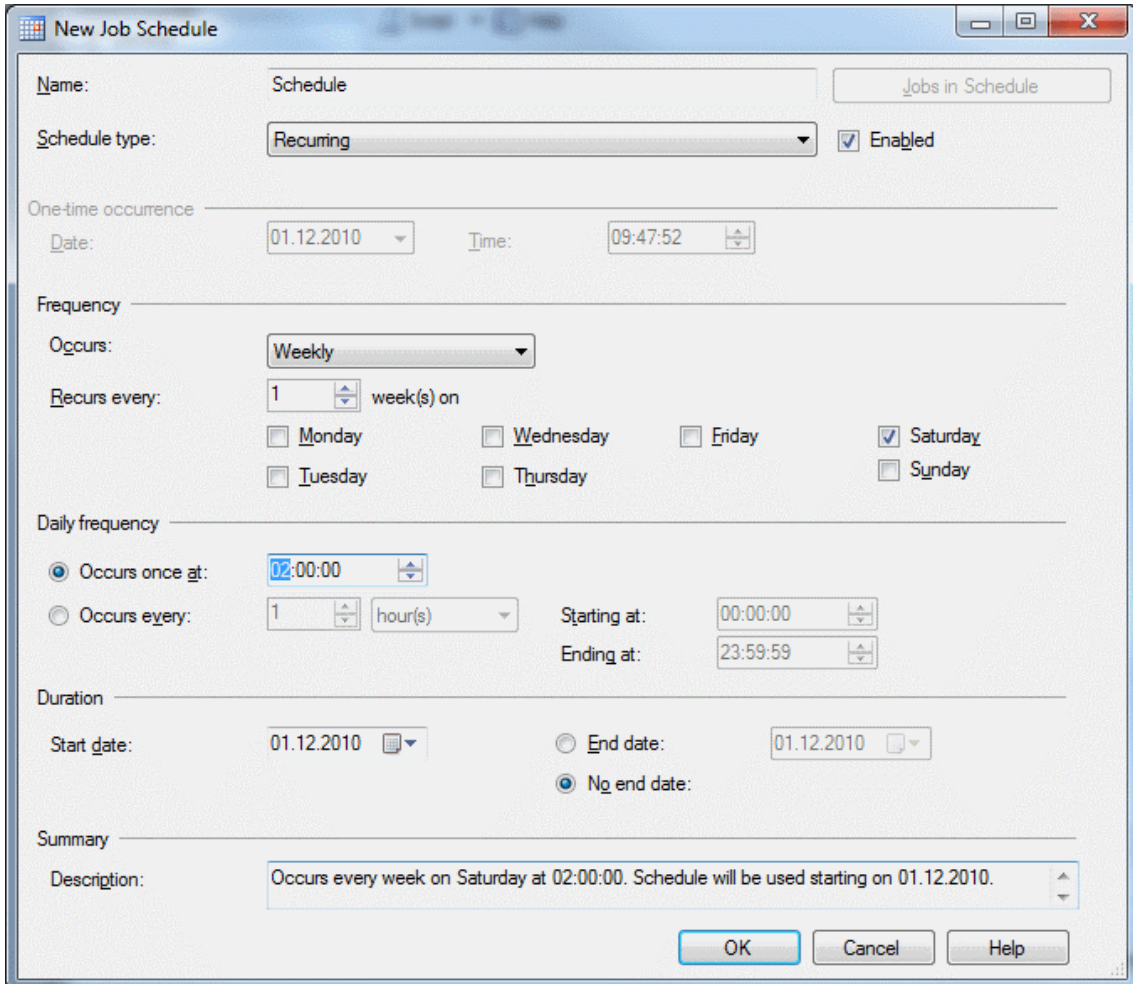 New Job Schedule
Name: Schedule Jobs in Schedule
Schedule type: Recurring Enabled
One-time occurrence
Date: 01.12.2010 Time: 09:47:52
Frequency
Occurs: Weekly
Recurs every: 1 week(s) on
Monday Wednesday Friday Saturday
Tuesday Thursday Sunday
Daily frequency
Occurs once at: 02:00:00
Occurs every: 1 hour(s) Starting at: 00:00:00
Ending at: 23:59:59
Duration
Start date: 01.12.2010 End date: 01.12.2010
No end date:
Summary
Description: Occurs every week on Saturday at 02:00:00. Schedule will be used starting on 01.12.2010.
OK Cancel Help